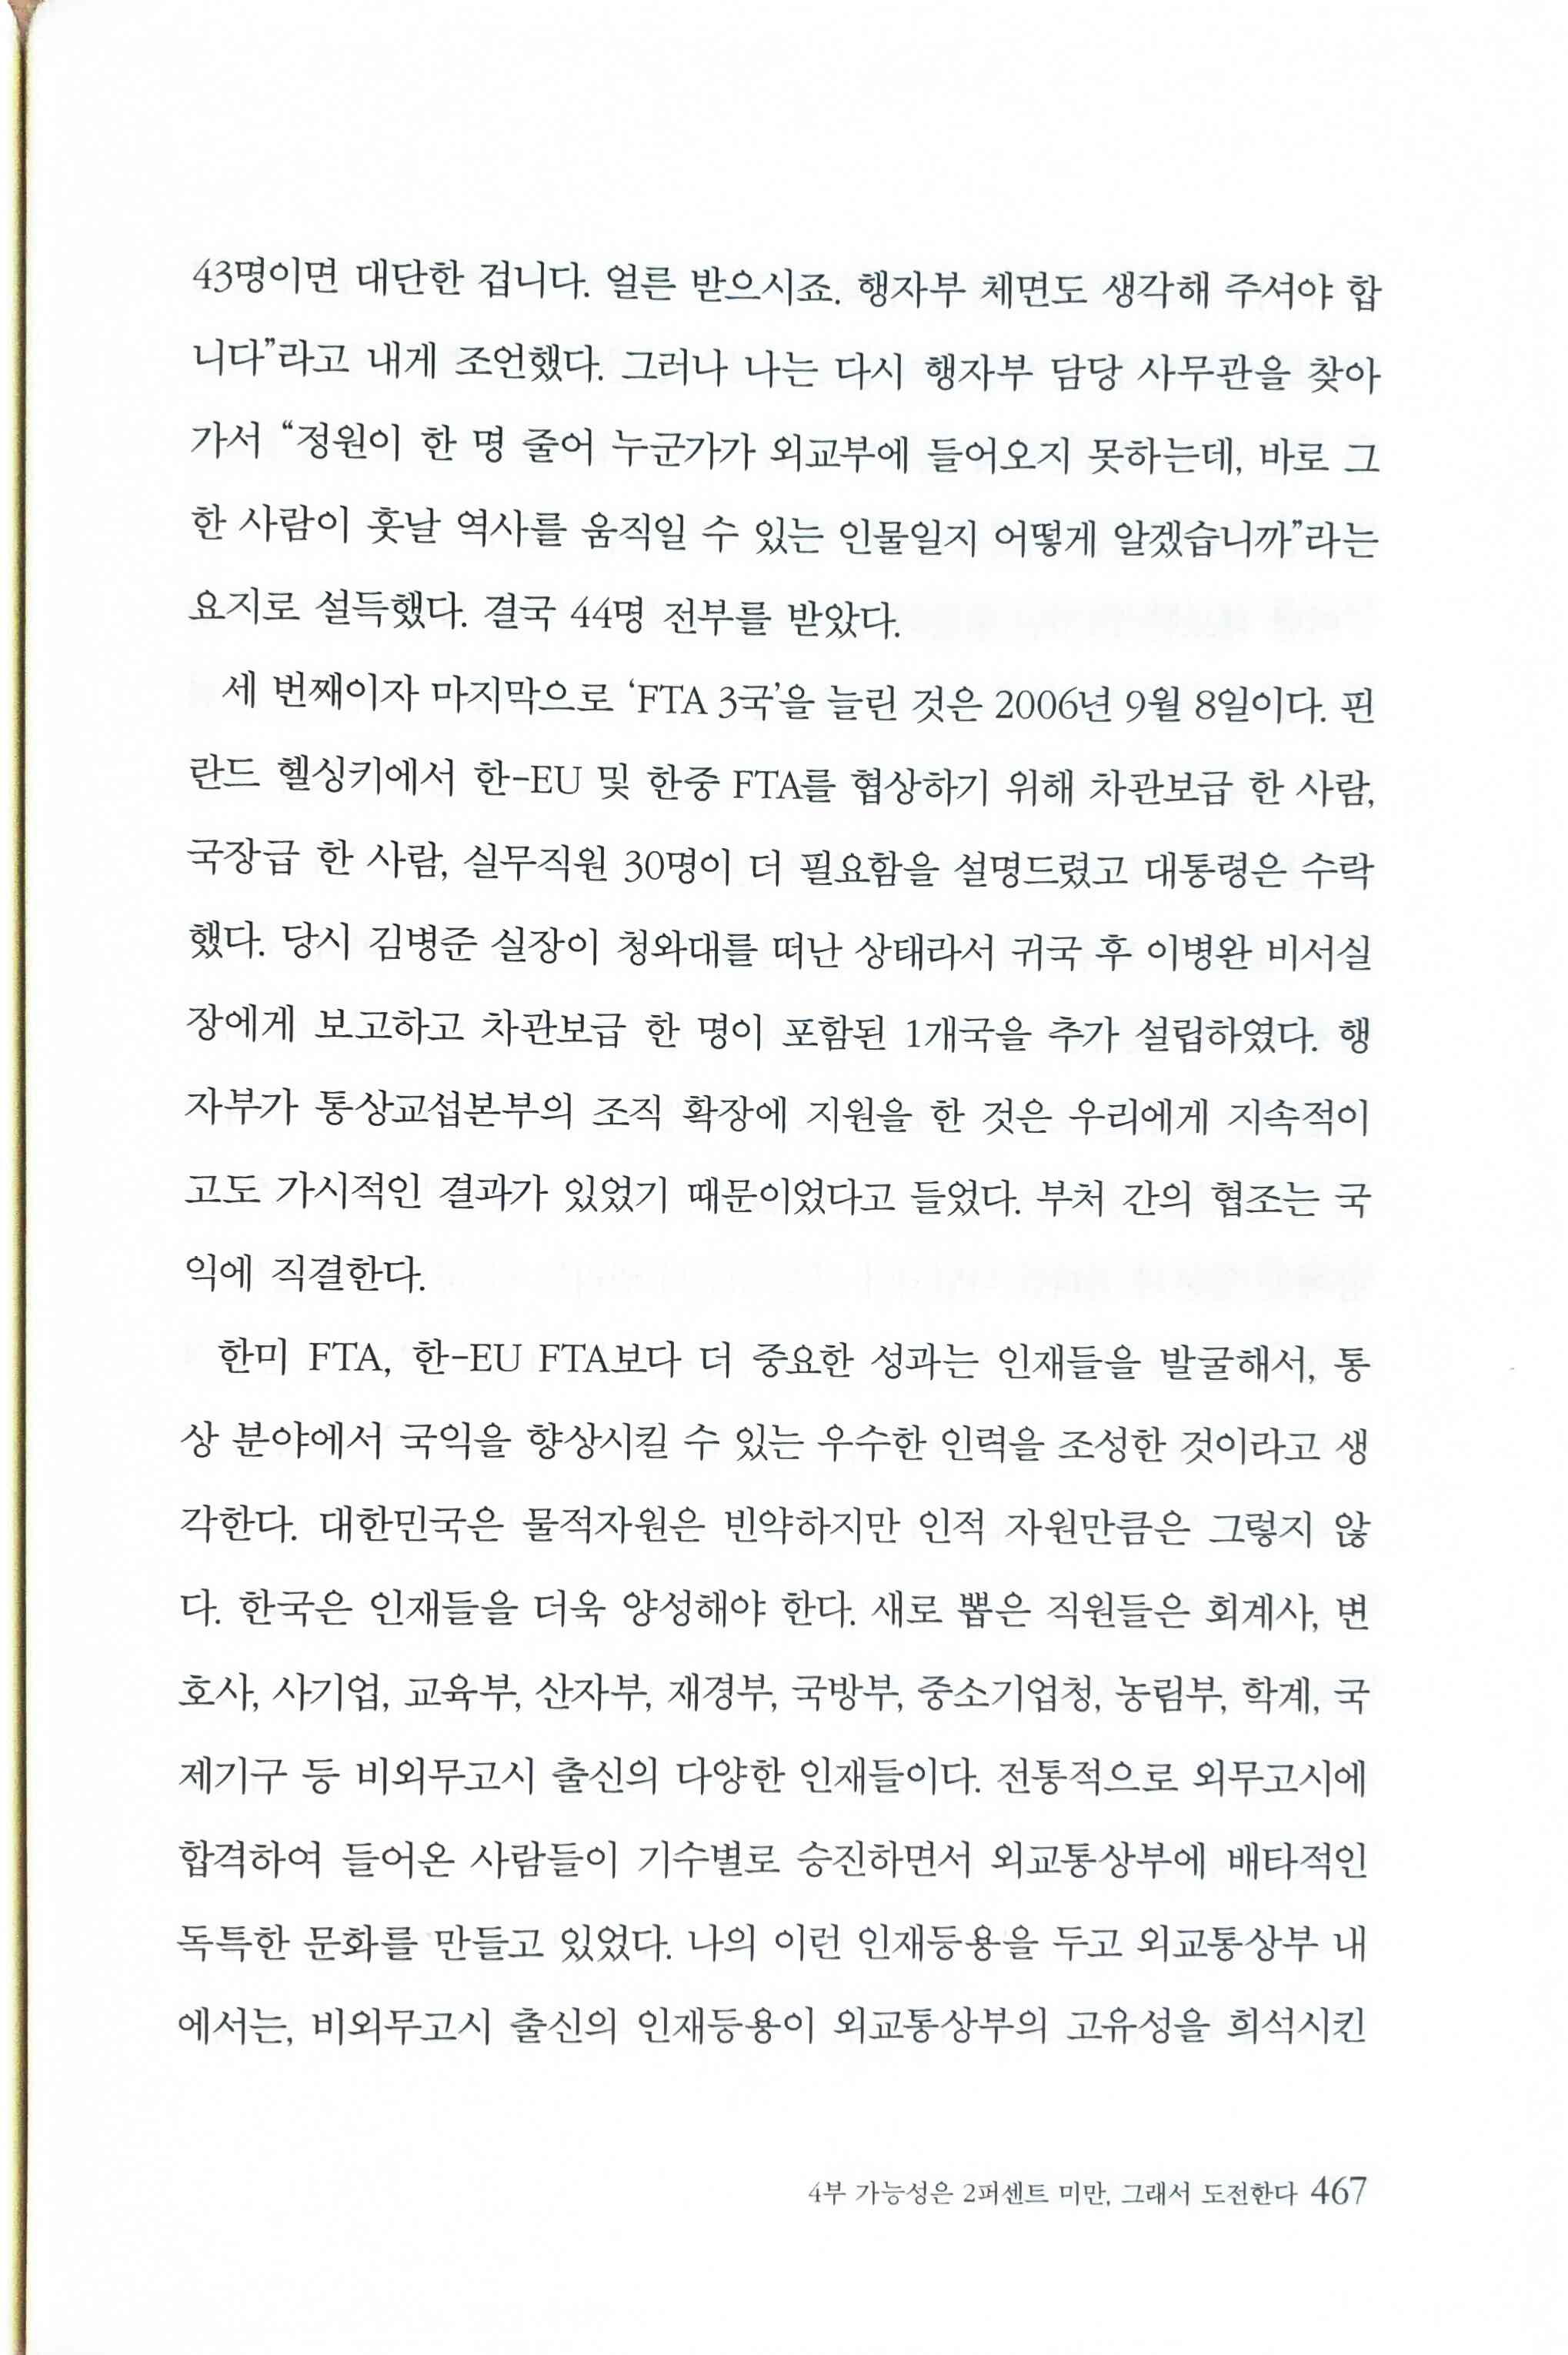 43명이면 대단한 겁니다. 얼른 받으시죠. 행자부 체면도 생각해 주셔야 합
니다”라고 내게 조언했다. 그러나 나는 다시 행자부 담당 사무관을 찾아
가서 “정원이 한 명 줄어 누군가가 외교부에 들어오지 못하는데, 바로 그
한 사람이 훗날 역사를 움직일 수 있는 인물일지 어떻게 알겠습니까”라는
요지로 설득했다. 결국 44명 전부를 받았다.
세 번째이자 마지막으로 ‘FTA 3국’을 늘린 것은 2006년 9월 8일이다. 핀
란드 헬싱키에서 한-EU 및 한중 FTA를 협상하기 위해 차관보급 한 사람,
국장급 한 사람, 실무직원 30명이 더 필요함을 설명드렸고 대통령은 수락
했다. 당시 김병준 실장이 청와대를 떠난 상태라서 귀국 후 이병완 비서실
장에게 보고하고 차관보급 한 명이 포함된 1개국을 추가 설립하였다. 행
자부가 통상교섭본부의 조직 확장에 지원을 한 것은 우리에게 지속적이
고도 가시적인 결과가 있었기 때문이었다고 들었다. 부처 간의 협조는 국
익에 직결한다.
한미 FTA, 한-EU FTA보다 더 중요한 성과는 인재들을 발굴해서, 통
상 분야에서 국익을 향상시킬 수 있는 우수한 인력을 조성한 것이라고 생
각한다. 대한민국은 물적자원은 빈약하지만 인적 자원만큼은 그렇지 않
다. 한국은 인재들을 더욱 양성해야 한다. 새로 뽑은 직원들은 회계사, 변
호사, 사기업, 교육부, 산자부, 재경부, 국방부, 중소기업청, 농림부, 학계, 국
제기구 등 비외무고시 출신의 다양한 인재들이다. 전통적으로 외무고시에
합격하여 들어온 사람들이 기수별로 승진하면서 외교통상부에 배타적인
독특한 문화를 만들고 있었다. 나의 이런 인재등용을 두고 외교통상부 내
에서는, 비외무고시 출신의 인재등용이 외교통상부의 고유성을 희석시킨
4부 가능성은 2퍼센트 미만, 그래서 도전한다 467